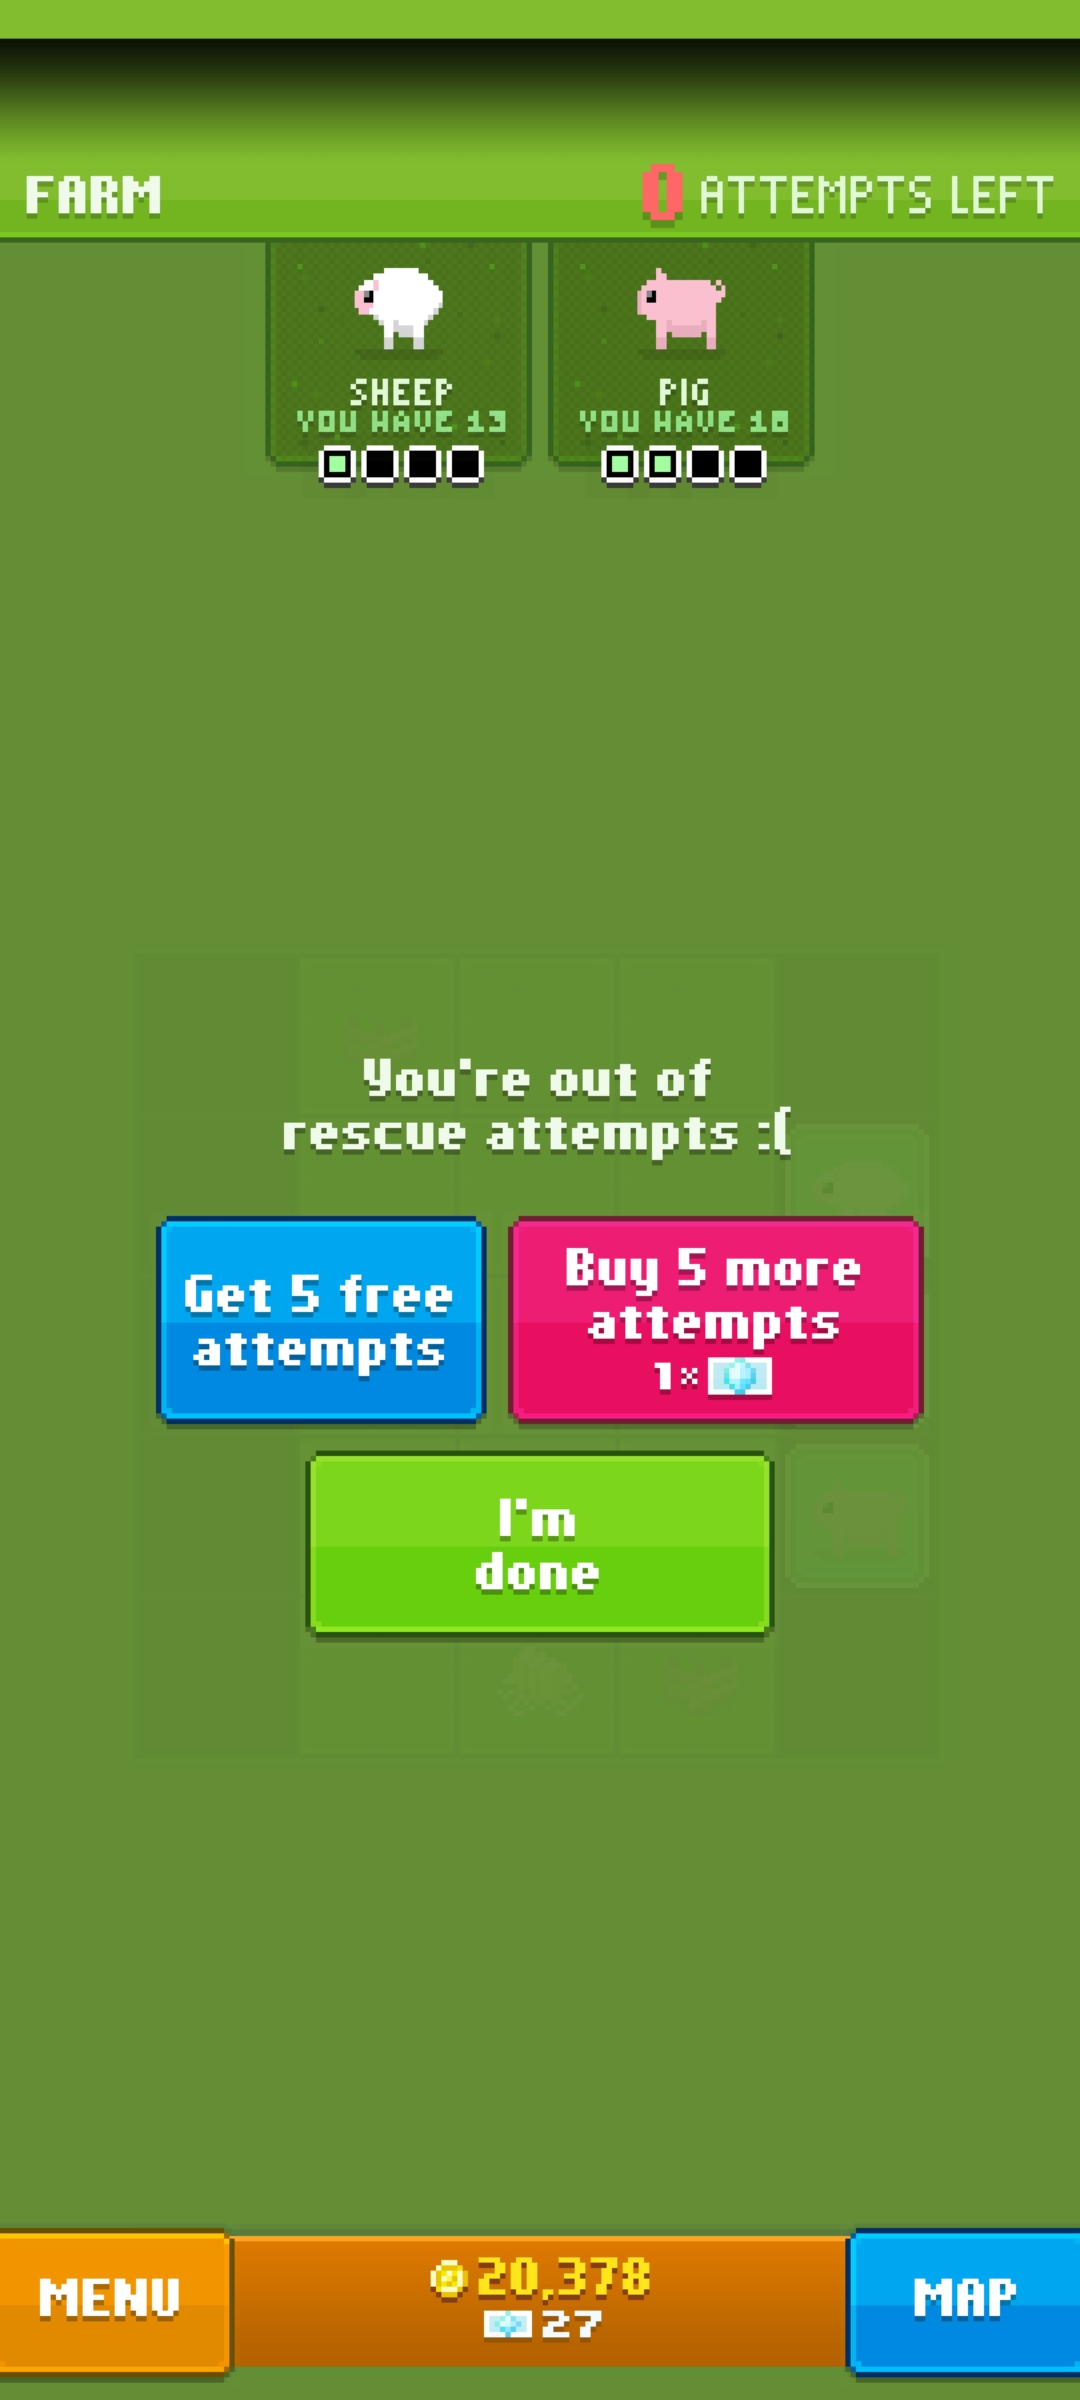 FARM
0 ATTEMPTS LEFT
SHEEP
YOU HAVE 13
PIG
YOU HAVE 18
You're out of
rescue attempts :(
Get 5 free
attempts
Buy 5 more
attempts
1×
I'm
done
MENU
20,378
27
MAP